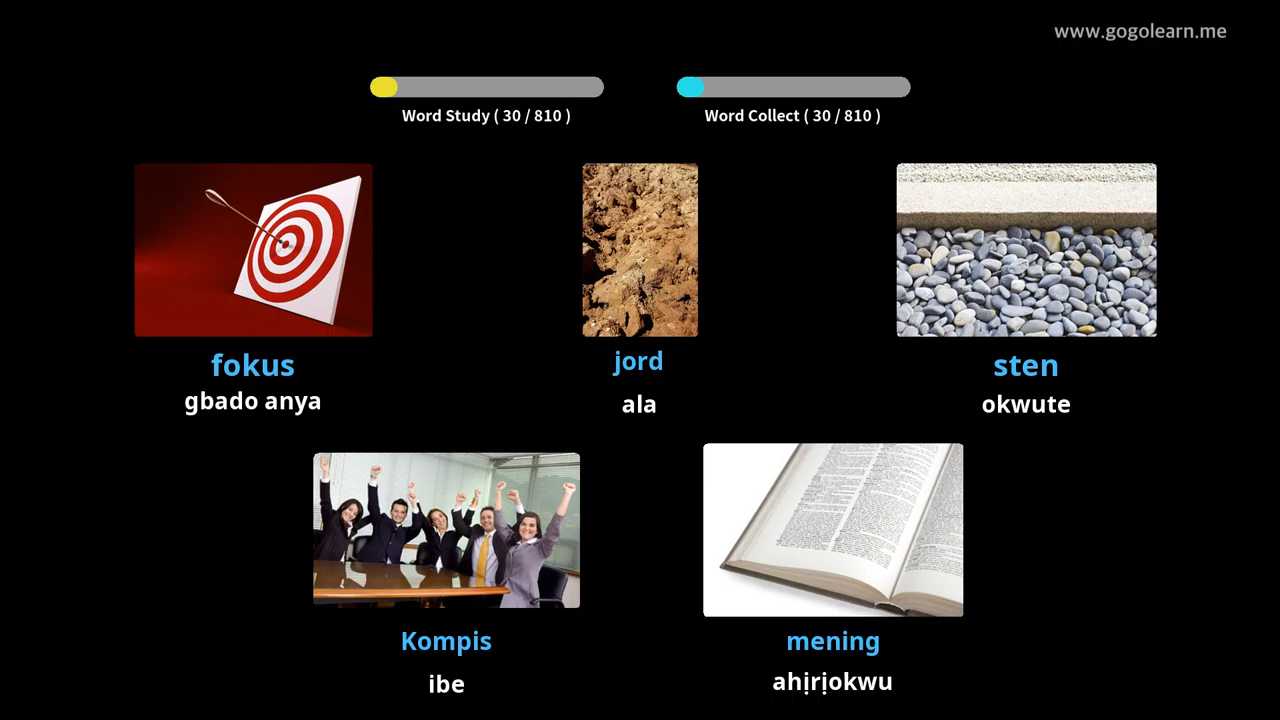 www.gogolearn.me
Word Study ( 30 / 810 )
Word Collect ( 30 / 810 )
fokus
gbado anya
jord
ala
sten
okwute
Kompis
ibe
mening
ahịrịokwu